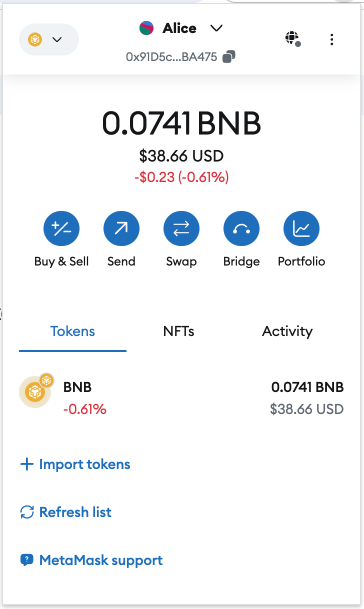 Alice
0x91D5c...BA475
0.0741 BNB
$38.66 USD
-$0.23 (-0.61%)
Buy & Sell Send Swap Bridge Portfolio
Tokens NFTs Activity
BNB 0.0741 BNB
-0.61% $38.66 USD
Import tokens
Refresh list
MetaMask support